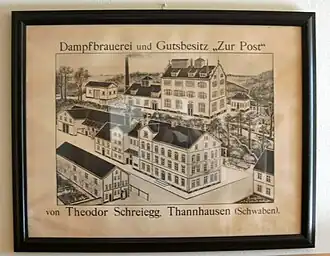 Dampfbrauerei und Gutsbesitz „Zur Post"
von Theodor Schreiegg, Thannhausen (Schwaben).